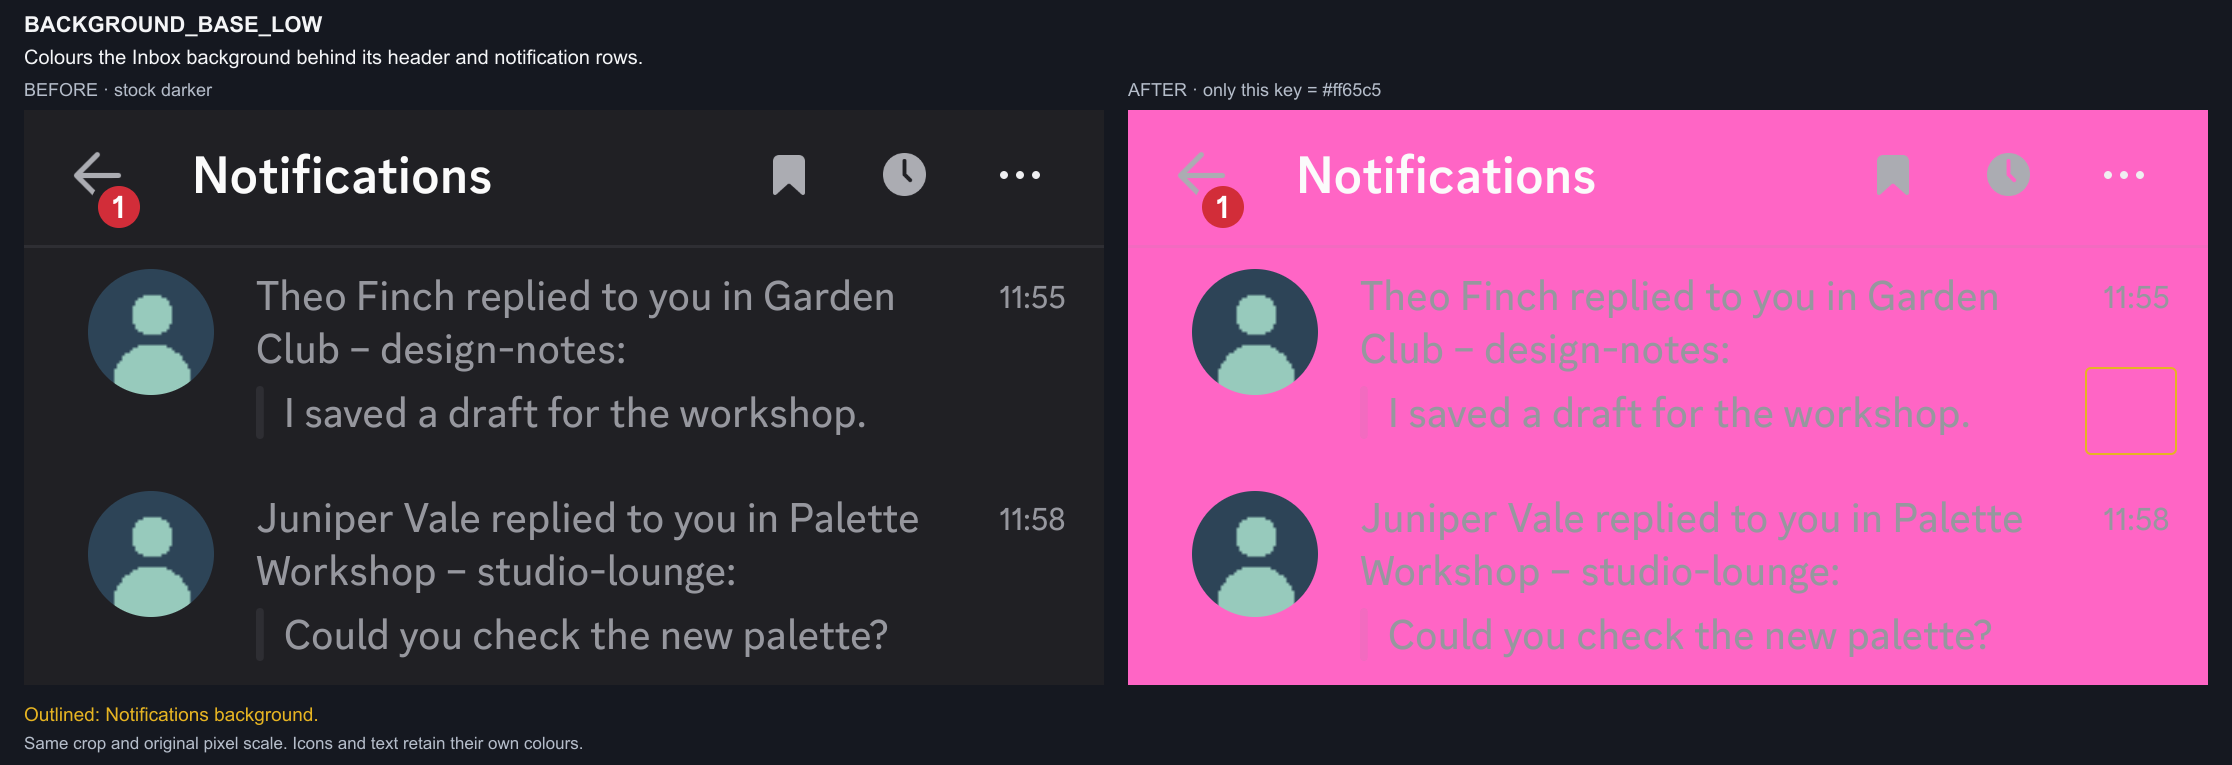 BACKGROUND_BASE_LOW
Colours the Inbox background behind its header and notification rows.
BEFORE · stock darker
AFTER · only this key = #ff65c5
Notifications
1
Theo Finch replied to you in Garden
11:55
Club – design-notes:
I saved a draft for the workshop.
Juniper Vale replied to you in Palette
11:58
Workshop – studio-lounge:
Could you check the new palette?
Notifications
1
Theo Finch replied to you in Garden
11:55
Club – design-notes:
I saved a draft for the workshop.
Juniper Vale replied to you in Palette
11:58
Workshop – studio-lounge:
Could you check the new palette?
Outlined: Notifications background.
Same crop and original pixel scale. Icons and text retain their own colours.